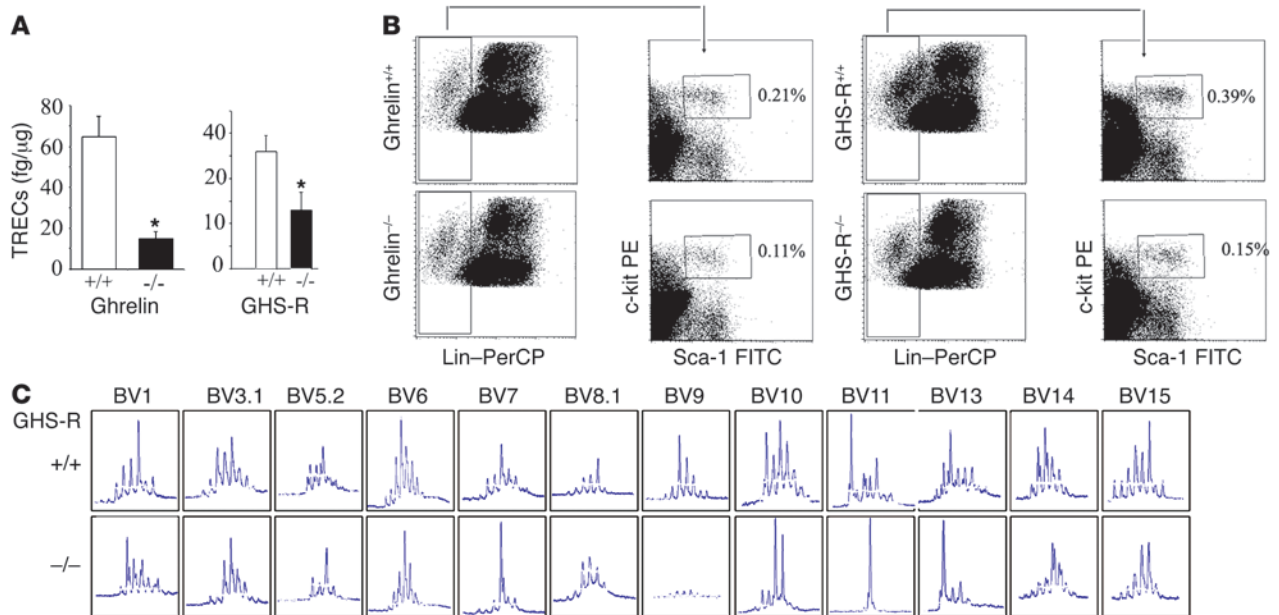 A
TRECs (fg/μg)
80
60
40
20
0
+/+ -/-
Ghrelin
40
20
10
0
+/+ -/-
GHS-R
*
*
B
Ghrelin+/+
0.21%
GHS-R+/+
0.39%
Ghrelin–/–
c-kit PE
0.11%
GHS-R–/–
c-kit PE
0.15%
Lin–PerCP Sca-1 FITC Lin–PerCP Sca-1 FITC
C BV1 BV3.1 BV5.2 BV6 BV7 BV8.1 BV9 BV10 BV11 BV13 BV14 BV15
GHS-R
+/+
–/–